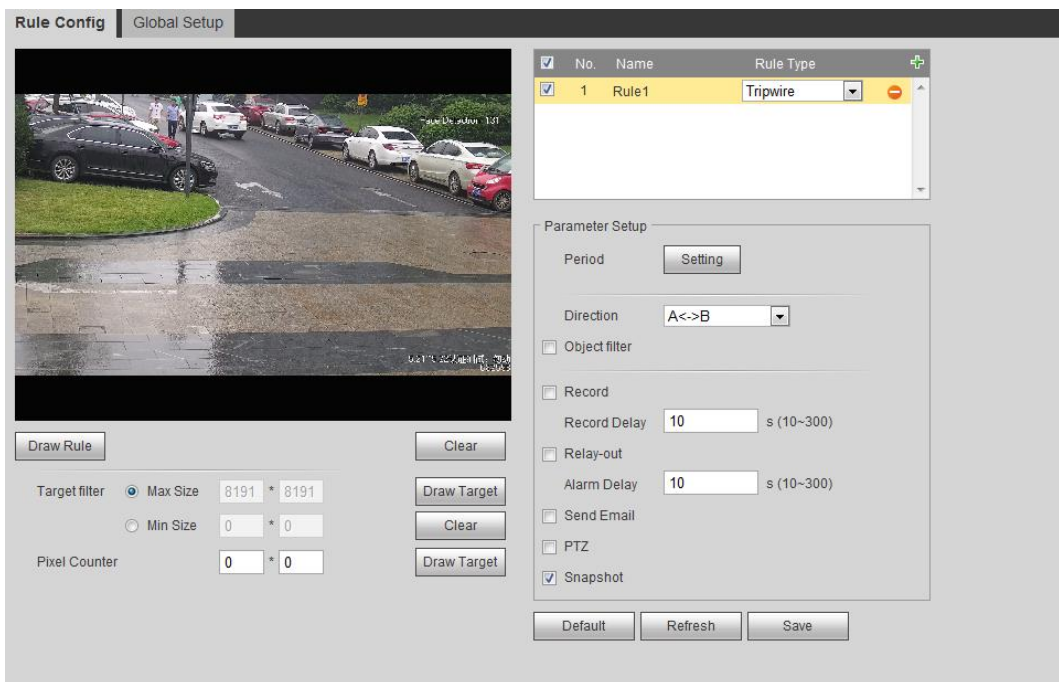 Rule Config Global Setup
No. Name Rule Type
1 Rule1 Tripwire
Parameter Setup
Period Setting
Direction A<->B
Object filter
Record
Record Delay 10 s (10~300)
Relay-out
Alarm Delay 10 s (10~300)
Send Email
PTZ
Snapshot
Default Refresh Save
Draw Rule Clear
Target filter Max Size 8191 * 8191 Draw Target
Min Size 0 * 0 Clear
Pixel Counter 0 * 0 Draw Target